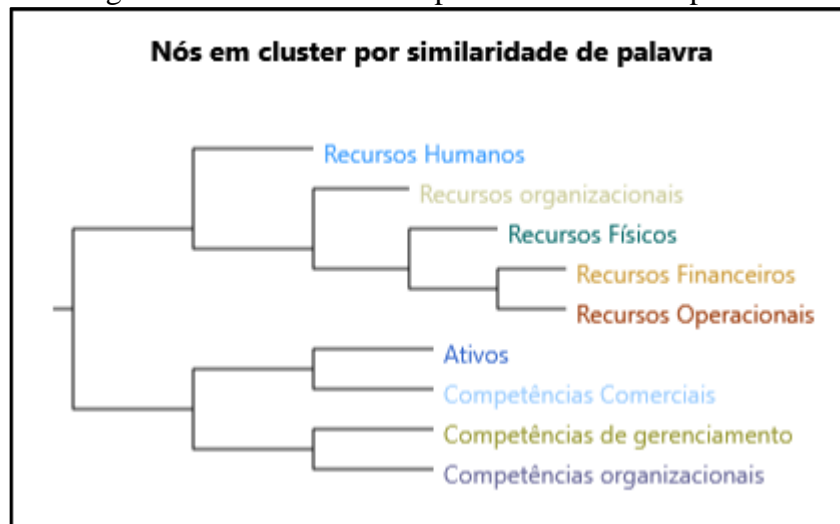 Nós em cluster por similaridade de palavra
Recursos Humanos
Recursos organizacionais
Recursos Físicos
Recursos Financeiros
Recursos Operacionais
Ativos
Competências Comerciais
Competências de gerenciamento
Competências organizacionais